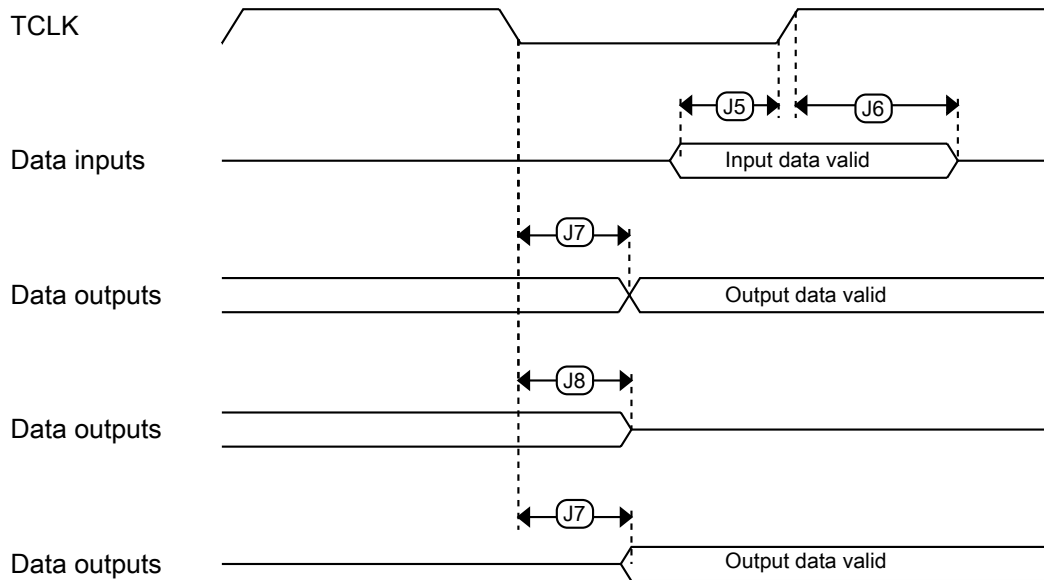 TCLK
J5
J6
Data inputs
Input data valid
J7
Data outputs
Output data valid
J8
Data outputs
J7
Data outputs
Output data valid